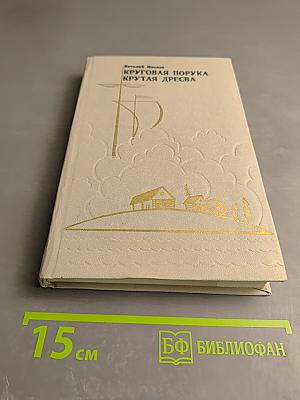 Виталий Маслов
КРУГОВАЯ ПОРУКА
КРУТАЯ ДРЕСВА
15 см
БФ БИБЛИОФАН